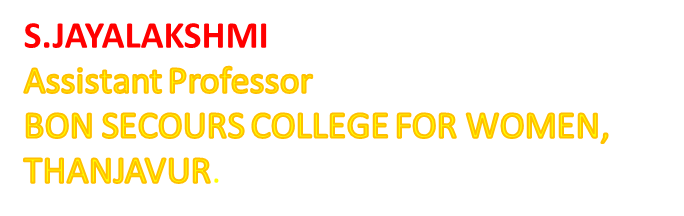 S.JAYALAKSHMI
Assistant Professor
BON SECOURS COLLEGE FOR WOMEN,
THANJAVUR.